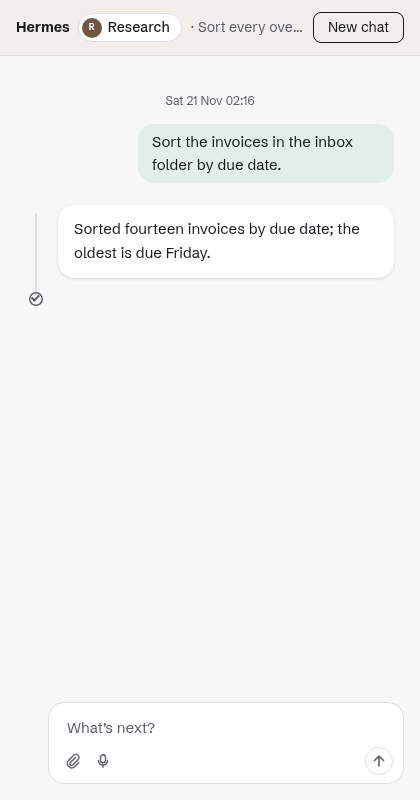 Hermes R Research · Sort every ove... New chat
Sat 21 Nov 02:16
Sort the invoices in the inbox
folder by due date.
Sorted fourteen invoices by due date; the
oldest is due Friday.
What's next?